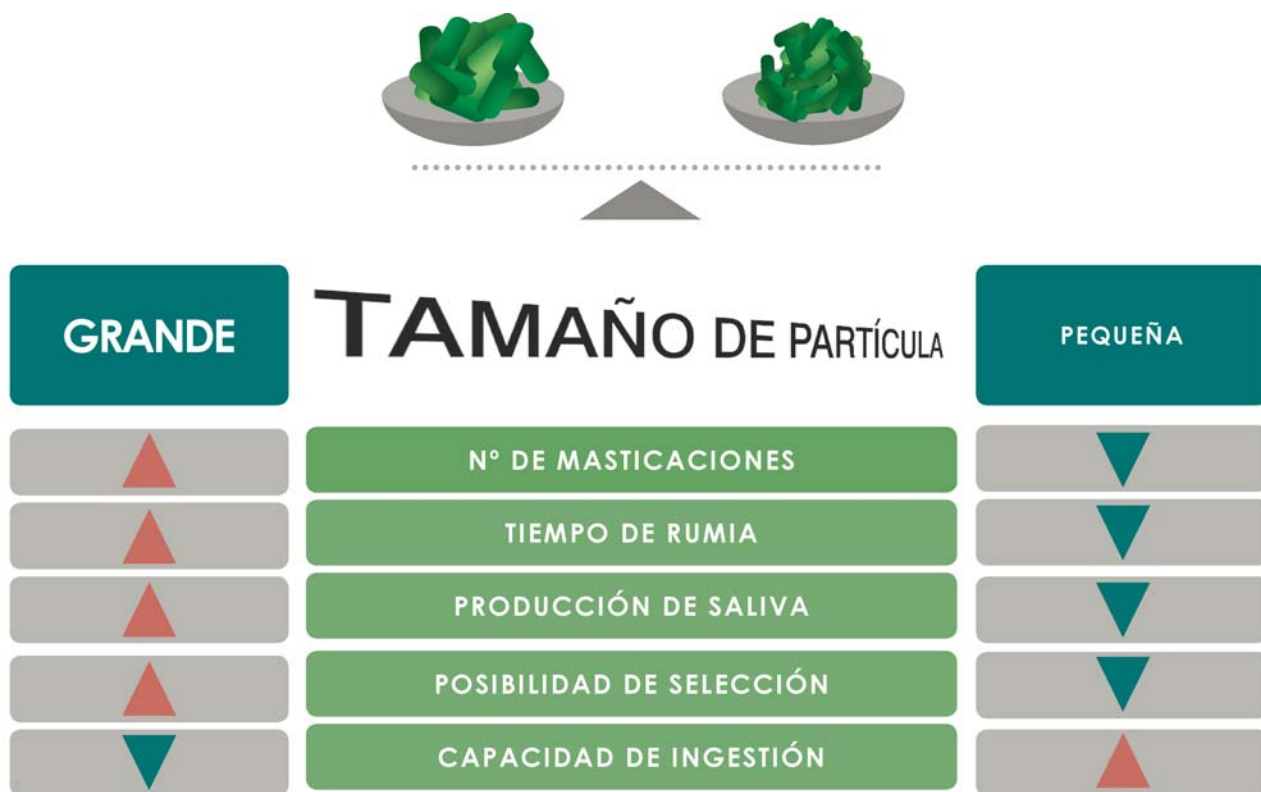 GRANDE
TAMAÑO DE PARTÍCULA
PEQUEÑA
Nº DE MASTICACIONES
TIEMPO DE RUMIA
PRODUCCIÓN DE SALIVA
POSIBILIDAD DE SELECCIÓN
CAPACIDAD DE INGESTIÓN